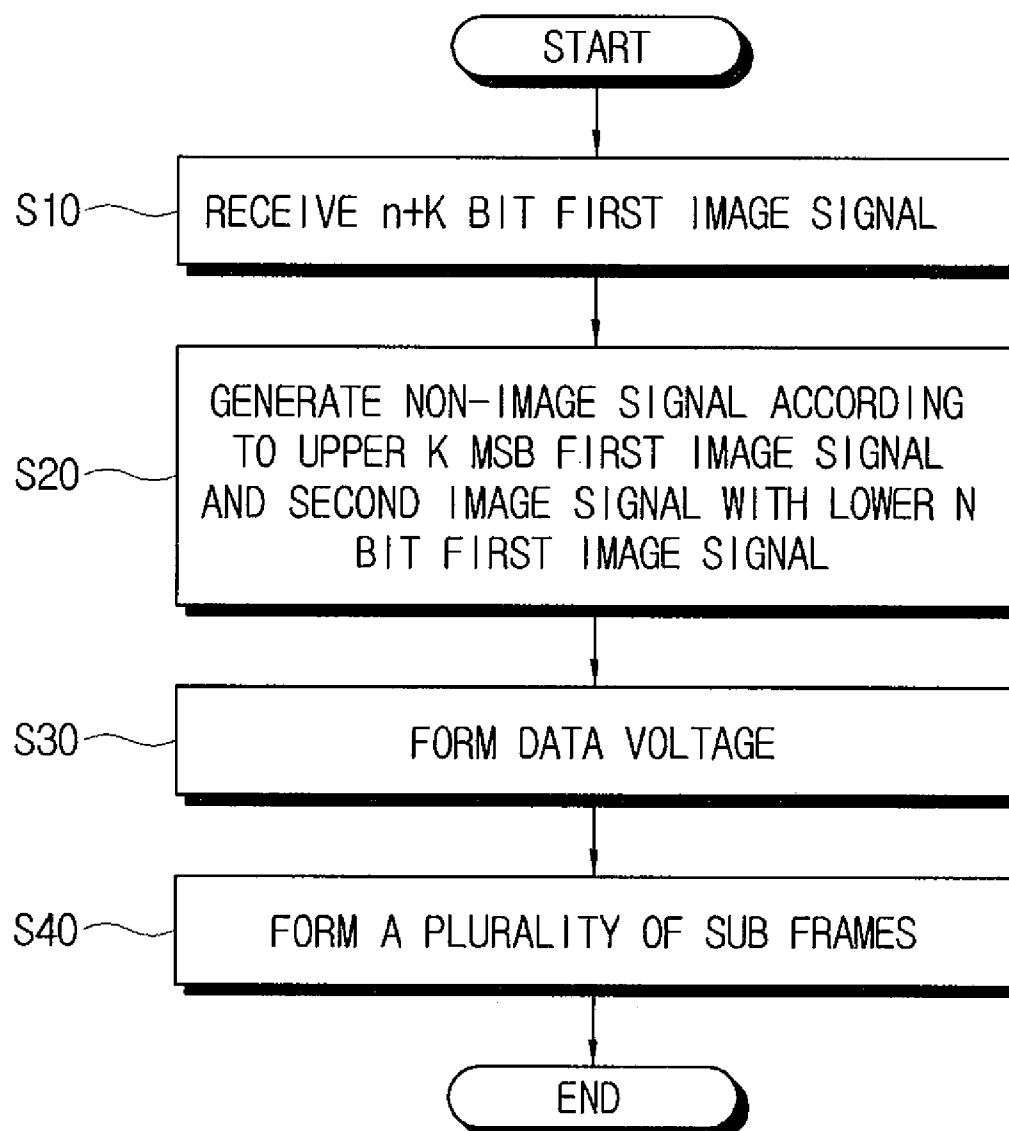 START
S10
RECEIVE n+K BIT FIRST IMAGE SIGNAL
S20
GENERATE NON-IMAGE SIGNAL ACCORDING
TO UPPER K MSB FIRST IMAGE SIGNAL
AND SECOND IMAGE SIGNAL WITH LOWER N
BIT FIRST IMAGE SIGNAL
S30
FORM DATA VOLTAGE
S40
FORM A PLURALITY OF SUB FRAMES
END